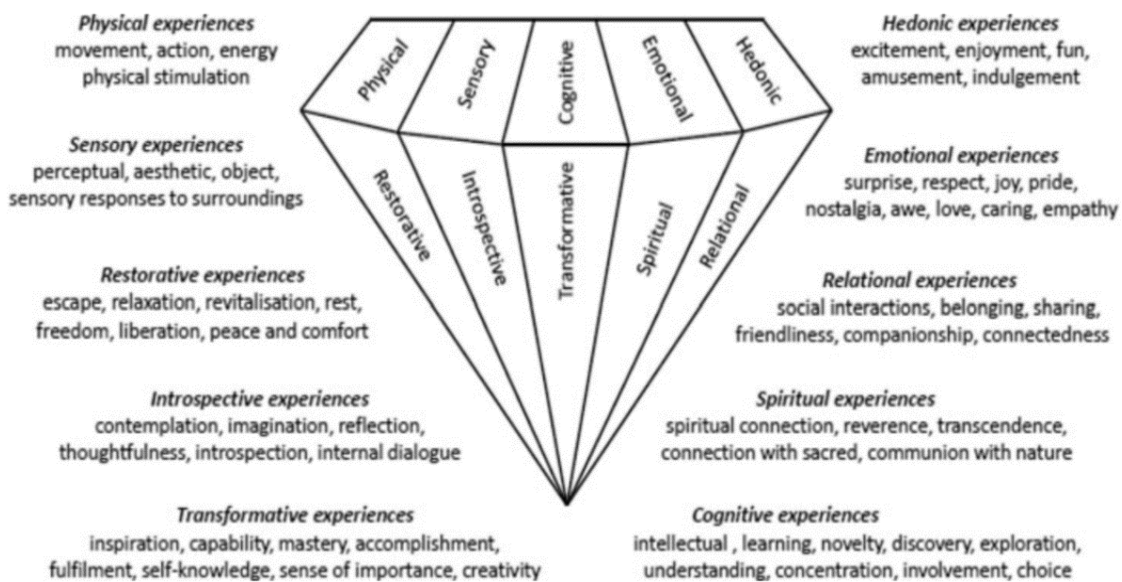 Physical experiences
movement, action, energy
physical stimulation
Sensory experiences
perceptual, aesthetic, object,
sensory responses to surroundings
Restorative experiences
escape, relaxation, revitalisation, rest,
freedom, liberation, peace and comfort
Introspective experiences
contemplation, imagination, reflection,
thoughtfulness, introspection, internal dialogue
Transformative experiences
inspiration, capability, mastery, accomplishment,
fulfilment, self-knowledge, sense of importance, creativity
Physical
Sensory
Cognitive
Emotional
Hedonic
Restorative
Introspective
Transformative
Spiritual
Relational
Hedonic experiences
excitement, enjoyment, fun,
amusement, indulgement
Emotional experiences
surprise, respect, joy, pride,
nostalgia, awe, love, caring, empathy
Relational experiences
social interactions, belonging, sharing,
friendliness, companionship, connectedness
Spiritual experiences
spiritual connection, reverence, transcendence,
connection with sacred, communion with nature
Cognitive experiences
intellectual , learning, novelty, discovery, exploration,
understanding, concentration, involvement, choice